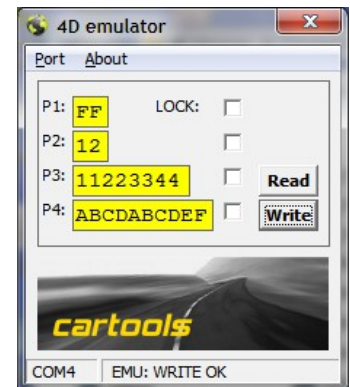 4D emulator
Port About
P1: FF LOCK:
P2: 12
P3: 11223344 Read
P4: ABCDABCDEF Write
cartools
COM4 EMU: WRITE OK